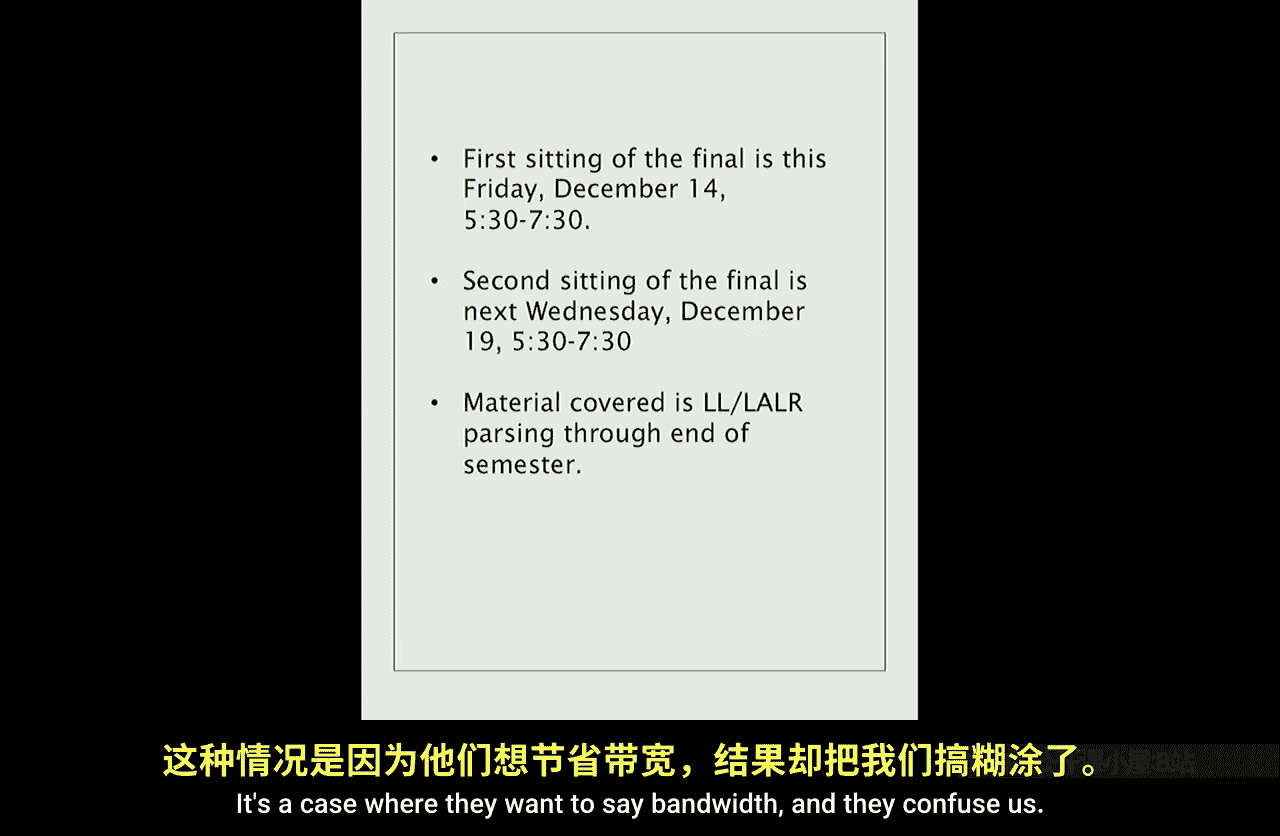 • First sitting of the final is this
Friday, December 14,
5:30-7:30.
• Second sitting of the final is
next Wednesday, December
19, 5:30-7:30
• Material covered is LL/LALR
parsing through end of
semester.
这种情况是因为他们想节省带宽，结果却把我们搞糊涂了。
It's a case where they want to say bandwidth, and they confuse us.